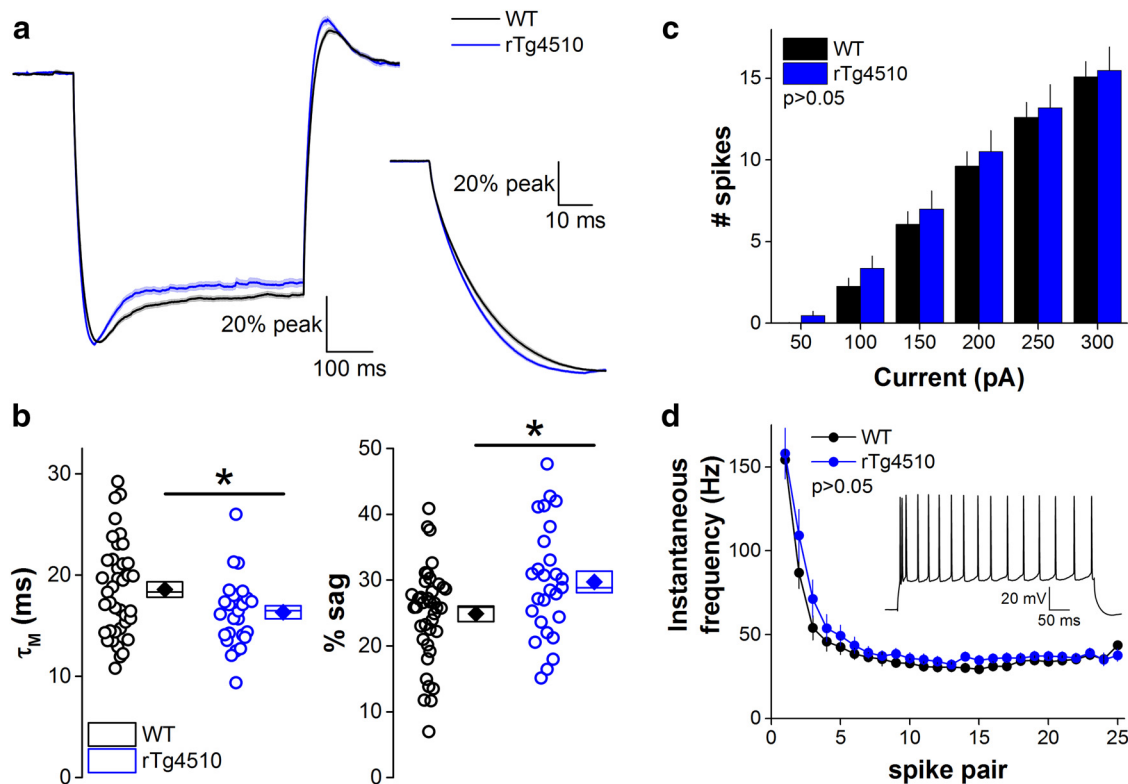 a
WT
rTg4510
20% peak
10 ms
20% peak
100 ms
b
30
20
10
0
τM (ms)
WT
rTg4510
*
50
40
30
20
10
0
% sag
*
c
WT
rTg4510
p>0.05
15
10
5
0
# spikes
50 100 150 200 250 300
Current (pA)
d
WT
rTg4510
p>0.05
150
100
50
0
Instantaneous
frequency (Hz)
20 mV
50 ms
0 5 10 15 20 25
spike pair